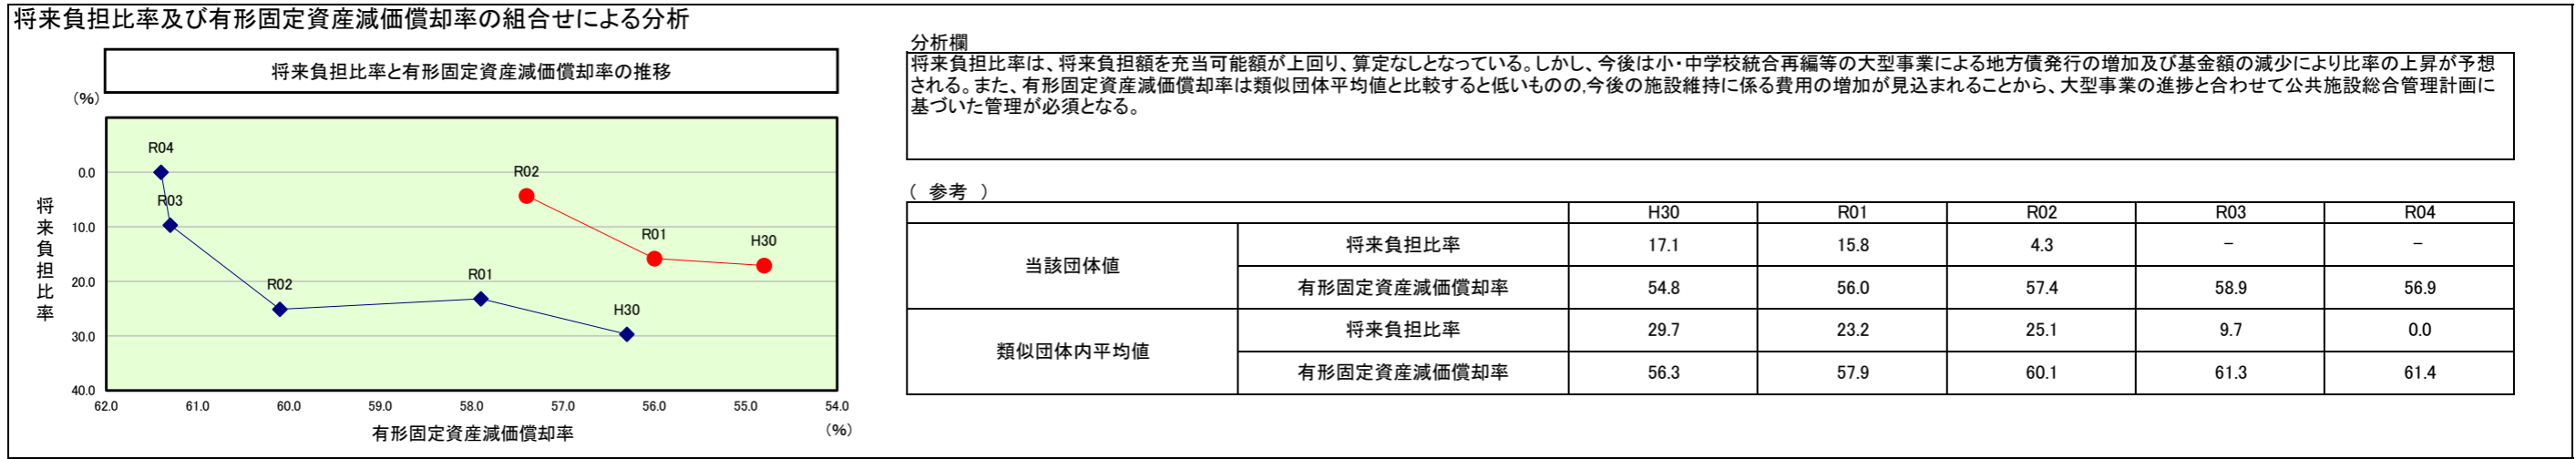 将来負担比率及び有形固定資産減価償却率の組合せによる分析
将来負担比率と有形固定資産減価償却率の推移
(%)
R04
R03
R02
R01
H30
R02
R01
H30
0.0
10.0
20.0
30.0
40.0
将来負担比率
62.0 61.0 60.0 59.0 58.0 57.0 56.0 55.0 54.0
有形固定資産減価償却率
(%)
分析欄
将来負担比率は、将来負担額を充当可能額が上回り、算定なしとなっている。しかし、今後は小・中学校統合再編等の大型事業による地方債発行の増加及び基金額の減少により比率の上昇が予想
される。また、有形固定資産減価償却率は類似団体平均値と比較すると低いものの,今後の施設維持に係る費用の増加が見込まれることから、大型事業の進捗と合わせて公共施設総合管理計画に
基づいた管理が必須となる。
( 参考 )
H30 R01 R02 R03 R04
当該団体値
将来負担比率 17.1 15.8 4.3 － －
有形固定資産減価償却率 54.8 56.0 57.4 58.9 56.9
類似団体内平均値
将来負担比率 29.7 23.2 25.1 9.7 0.0
有形固定資産減価償却率 56.3 57.9 60.1 61.3 61.4